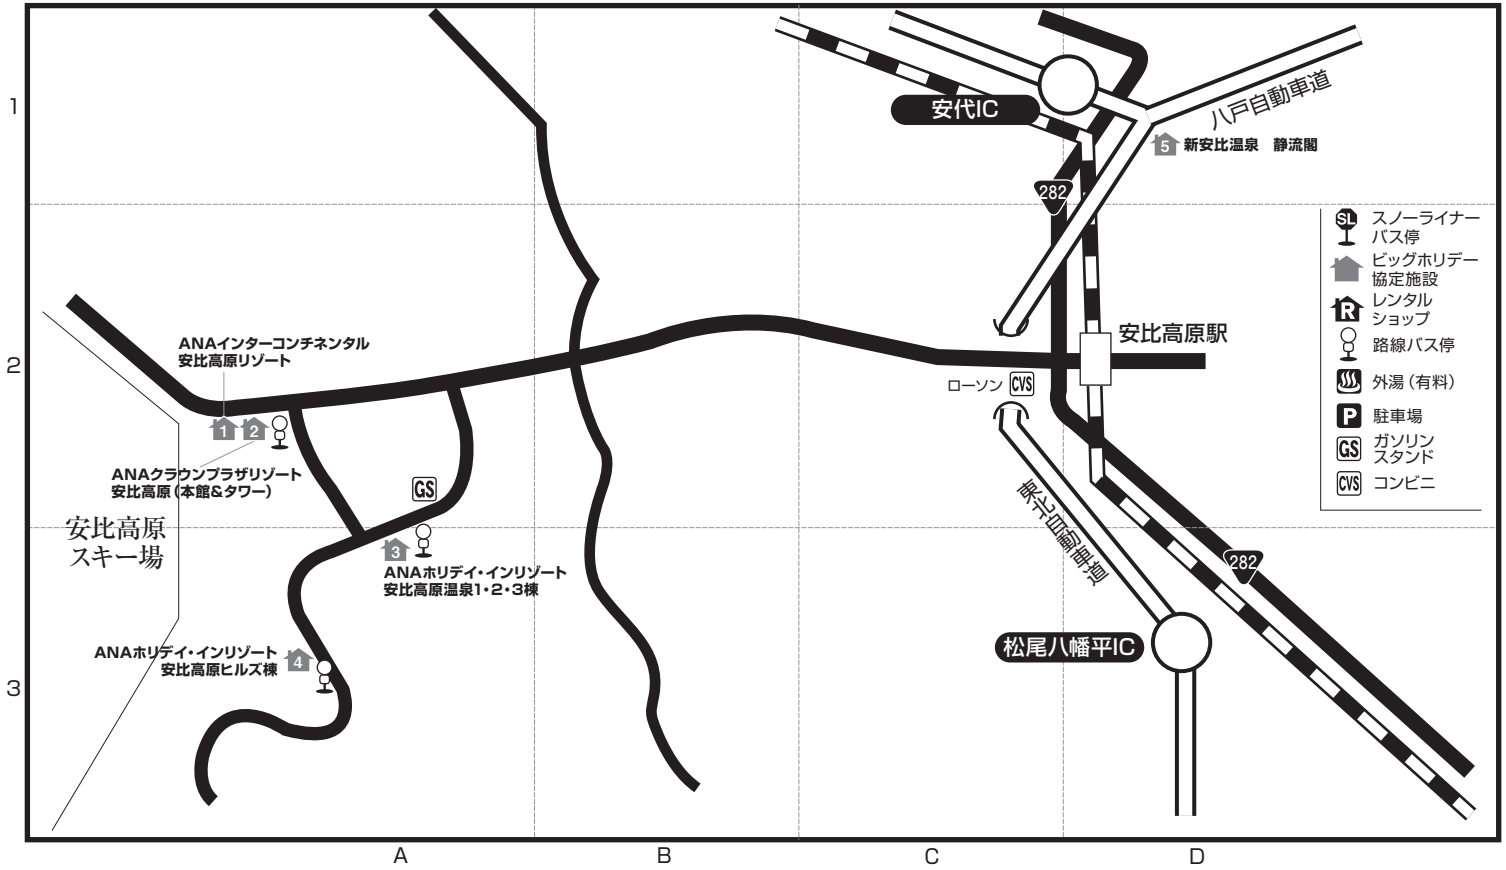 1
安代IC
八戸自動車道
5 新安比温泉　静流閣
282
SL スノーライナー
バス停
ビッグホリデー
協定施設
R レンタル
ショップ
路線バス停
外湯（有料）
P 駐車場
GS ガソリン
スタンド
CVS コンビニ
2
ANAインターコンチネンタル
安比高原リゾート
安比高原駅
ローソン CVS
1 2
ANAクラウンプラザリゾート
安比高原（本館&タワー）
GS
安比高原
スキー場
東北自動車道
3
ANAホリデイ・インリゾート
安比高原温泉1・2・3棟
282
松尾八幡平IC
ANAホリデイ・インリゾート
安比高原ヒルズ棟
4
3
A
B
C
D